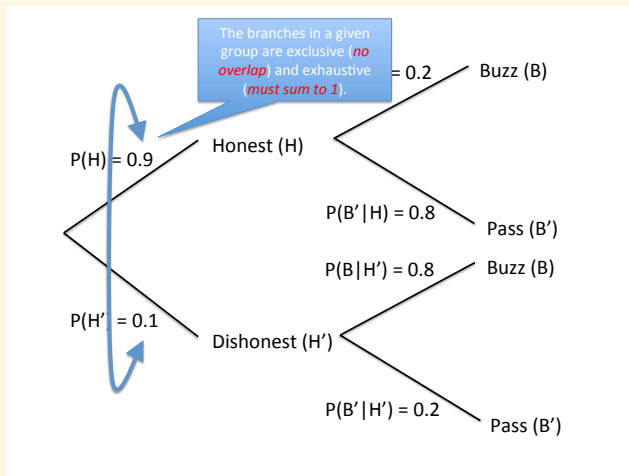 The branches in a given
group are exclusive (no
overlap) and exhaustive
(must sum to 1).
= 0.2
Buzz (B)
P(H) = 0.9
Honest (H)
P(B'|H) = 0.8
Pass (B')
P(B|H') = 0.8
Buzz (B)
P(H') = 0.1
Dishonest (H')
P(B'|H') = 0.2
Pass (B')